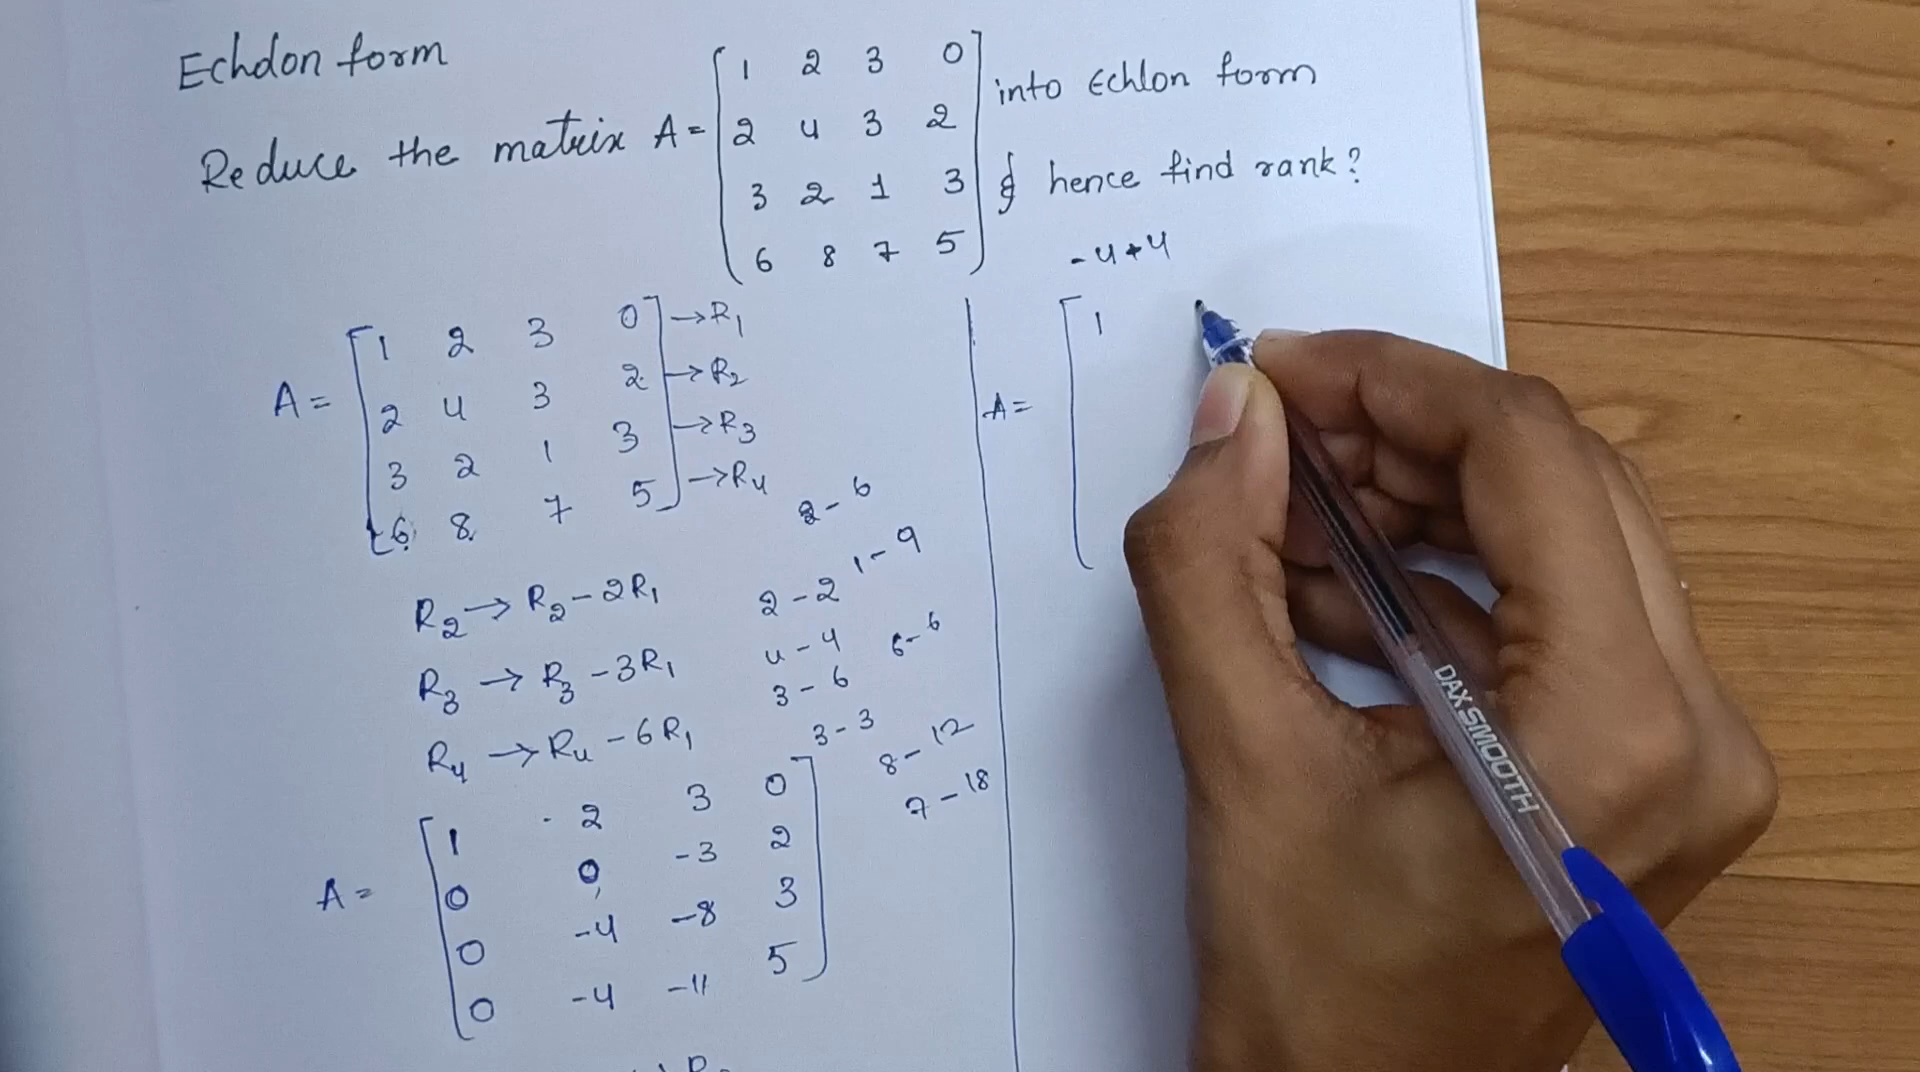 Echdon form
Reduce the matrix A = [ 1 2 3 0
2 4 3 2
3 2 1 3
6 8 7 5 ] into Echlon form
& hence find rank?
A = [ 1 2 3 0 ] → R1
2 4 3 2 → R2
3 2 1 3 → R3
6 8 7 5 → R4
R2 → R2 - 2R1
R3 → R3 - 3R1
R4 → R4 - 6R1
2 - 6
1 - 9
2 - 2
4 - 4
6 - 6
3 - 6
3 - 3
8 - 12
7 - 18
A = [ 1 2 3 0
0 0 -3 2
0 -4 -8 3
0 -4 -11 5 ]
-4 + 4
A = [ 1
DAX SMOOTH